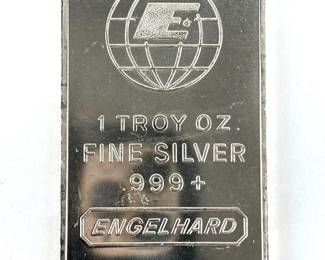 E
1 TROY OZ.
FINE SILVER
999+
ENGELHARD